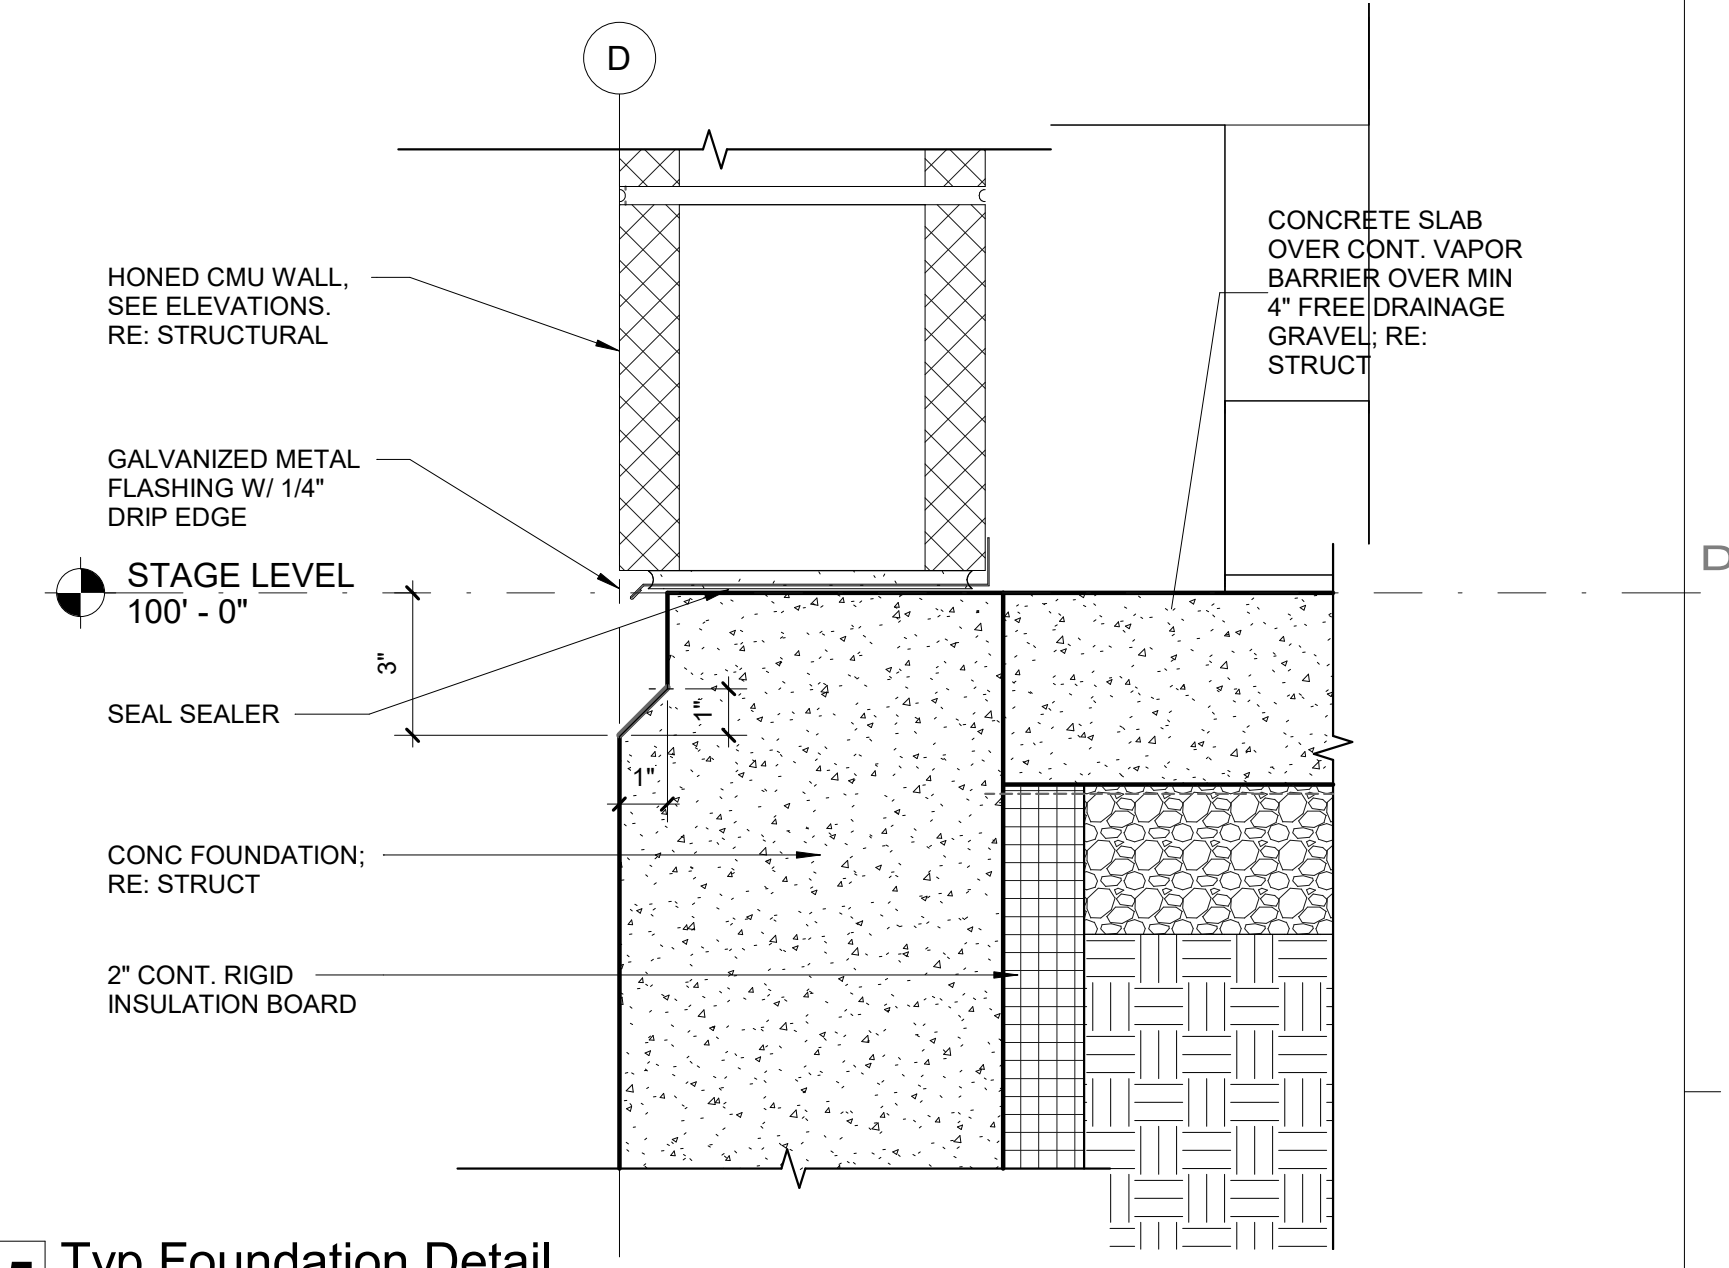 D
HONED CMU WALL,
SEE ELEVATIONS.
RE: STRUCTURAL
CONCRETE SLAB
OVER CONT. VAPOR
BARRIER OVER MIN
4" FREE DRAINAGE
GRAVEL; RE:
STRUCT
GALVANIZED METAL
FLASHING W/ 1/4"
DRIP EDGE
D
STAGE LEVEL
100' - 0"
3"
SEAL SEALER
1"
1"
CONC FOUNDATION;
RE: STRUCT
2" CONT. RIGID
INSULATION BOARD
Typ Foundation Detail